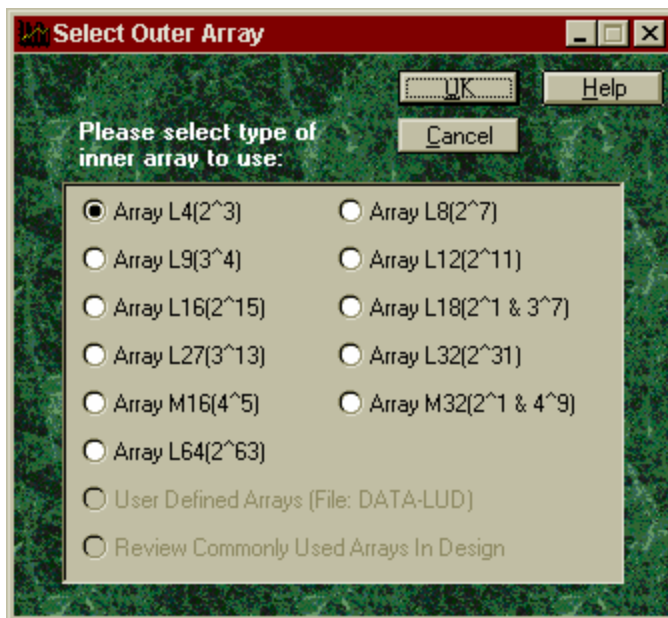 Select Outer Array
UK
Help
Please select type of
inner array to use:
Cancel
Array L4(2^3)
Array L8(2^7)
Array L9(3^4)
Array L12(2^11)
Array L16(2^15)
Array L18(2^1 & 3^7)
Array L27(3^13)
Array L32(2^31)
Array M16(4^5)
Array M32(2^1 & 4^9)
Array L64(2^63)
User Defined Arrays (File: DATA-LUD)
Review Commonly Used Arrays In Design